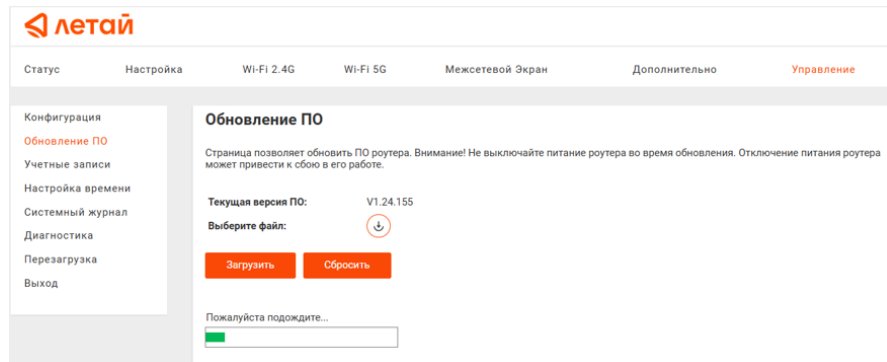 летай
Статус Настройка Wi-Fi 2.4G Wi-Fi 5G Межсетевой Экран Дополнительно Управление
Конфигурация
Обновление ПО
Учетные записи
Настройка времени
Системный журнал
Диагностика
Перезагрузка
Выход
Обновление ПО
Страница позволяет обновить ПО роутера. Внимание! Не выключайте питание роутера во время обновления. Отключение питания роутера
может привести к сбою в его работе.
Текущая версия ПО: V1.24.155
Выберите файл:
Загрузить Сбросить
Пожалуйста подождите...